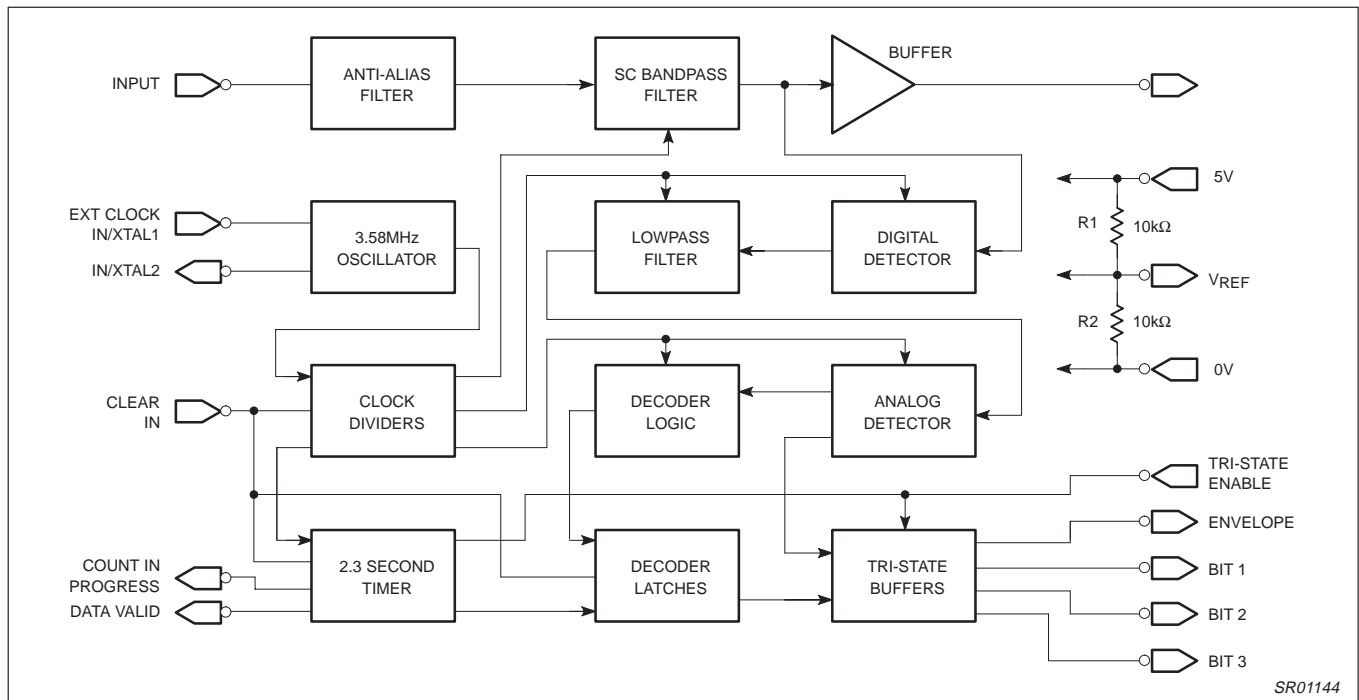 INPUT
ANTI-ALIAS
FILTER
SC BANDPASS
FILTER
BUFFER
EXT CLOCK
IN/XTAL1
IN/XTAL2
3.58MHz
OSCILLATOR
LOWPASS
FILTER
DIGITAL
DETECTOR
5V
R1
10kΩ
VREF
R2
10kΩ
0V
CLEAR
IN
CLOCK
DIVIDERS
DECODER
LOGIC
ANALOG
DETECTOR
TRI-STATE
ENABLE
COUNT IN
PROGRESS
DATA VALID
2.3 SECOND
TIMER
DECODER
LATCHES
TRI-STATE
BUFFERS
ENVELOPE
BIT 1
BIT 2
BIT 3
SR01144